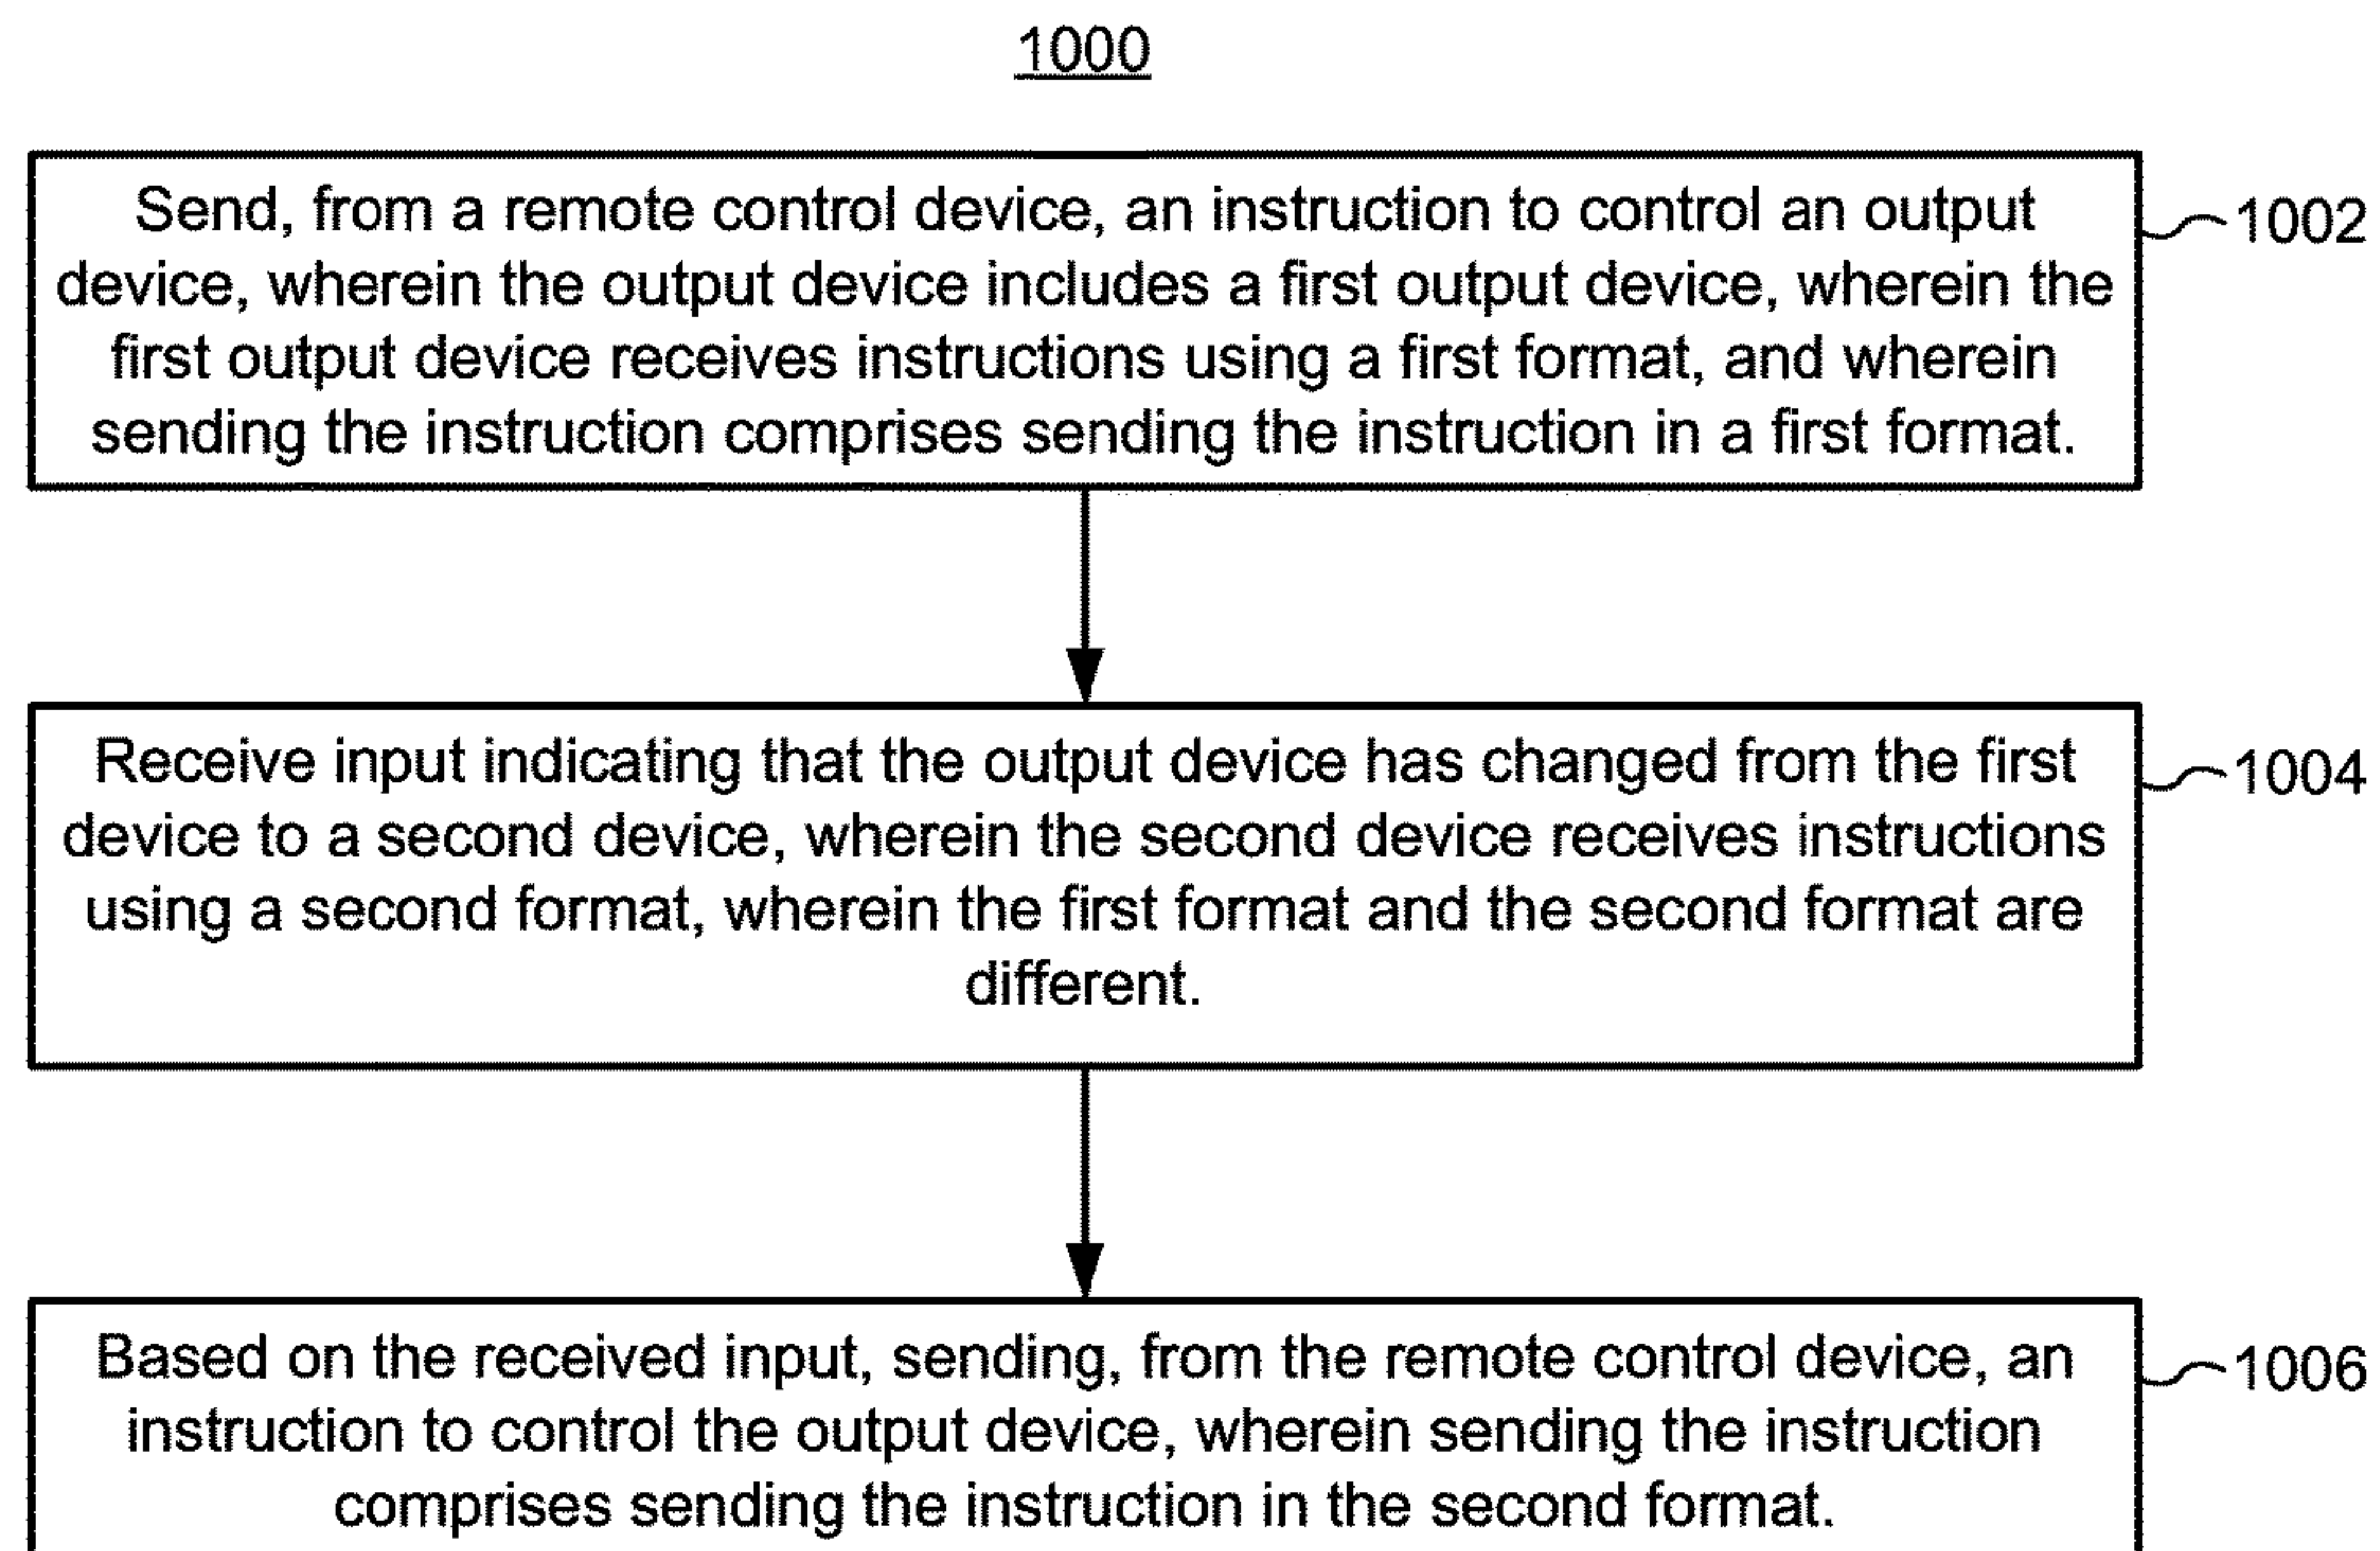 1000
Send, from a remote control device, an instruction to control an output
device, wherein the output device includes a first output device, wherein the
first output device receives instructions using a first format, and wherein
sending the instruction comprises sending the instruction in a first format.
1002
Receive input indicating that the output device has changed from the first
device to a second device, wherein the second device receives instructions
using a second format, wherein the first format and the second format are
different.
1004
Based on the received input, sending, from the remote control device, an
instruction to control the output device, wherein sending the instruction
comprises sending the instruction in the second format.
1006